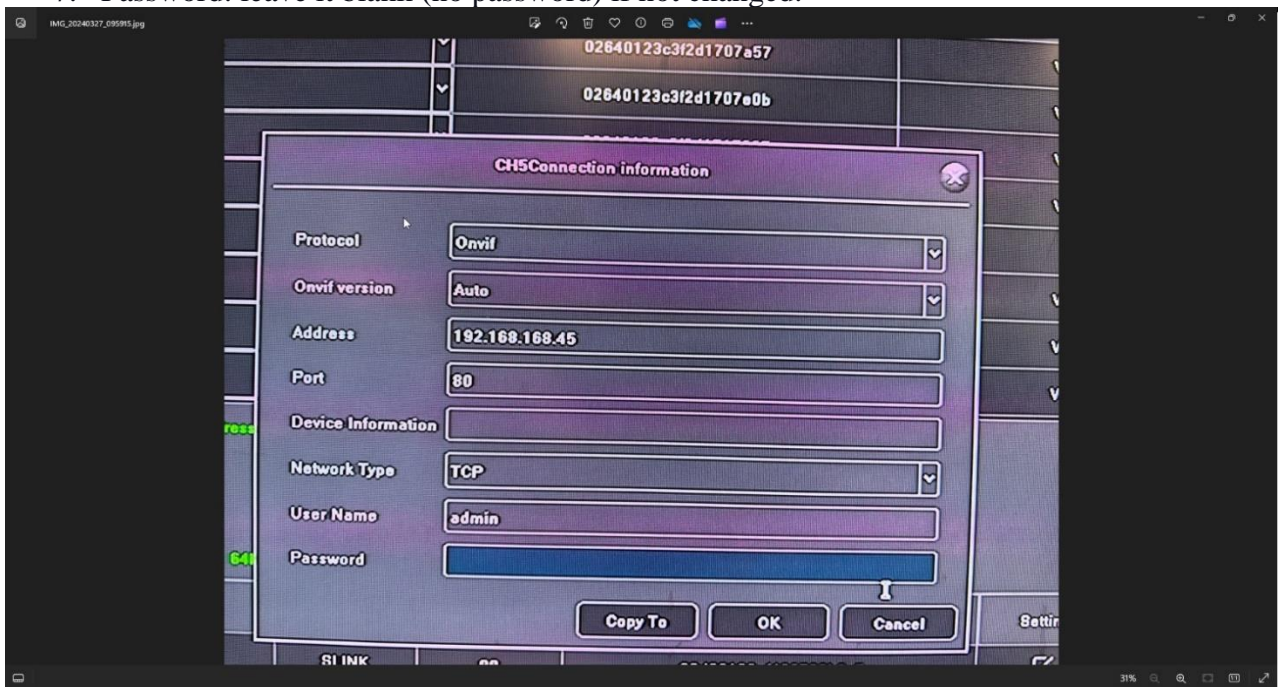 7. Password: leave it blank (no password) if not changed.
IMG_20240327_095915.jpg
02640123c3f2d1707a57
02640123c3f2d1707e0b
CH5Connection information
Protocol Onvif
Onvif version Auto
Address 192.168.168.45
Port 80
Device Information
Network Type TCP
User Name admin
Password
Copy To OK Cancel
SLINK
31%